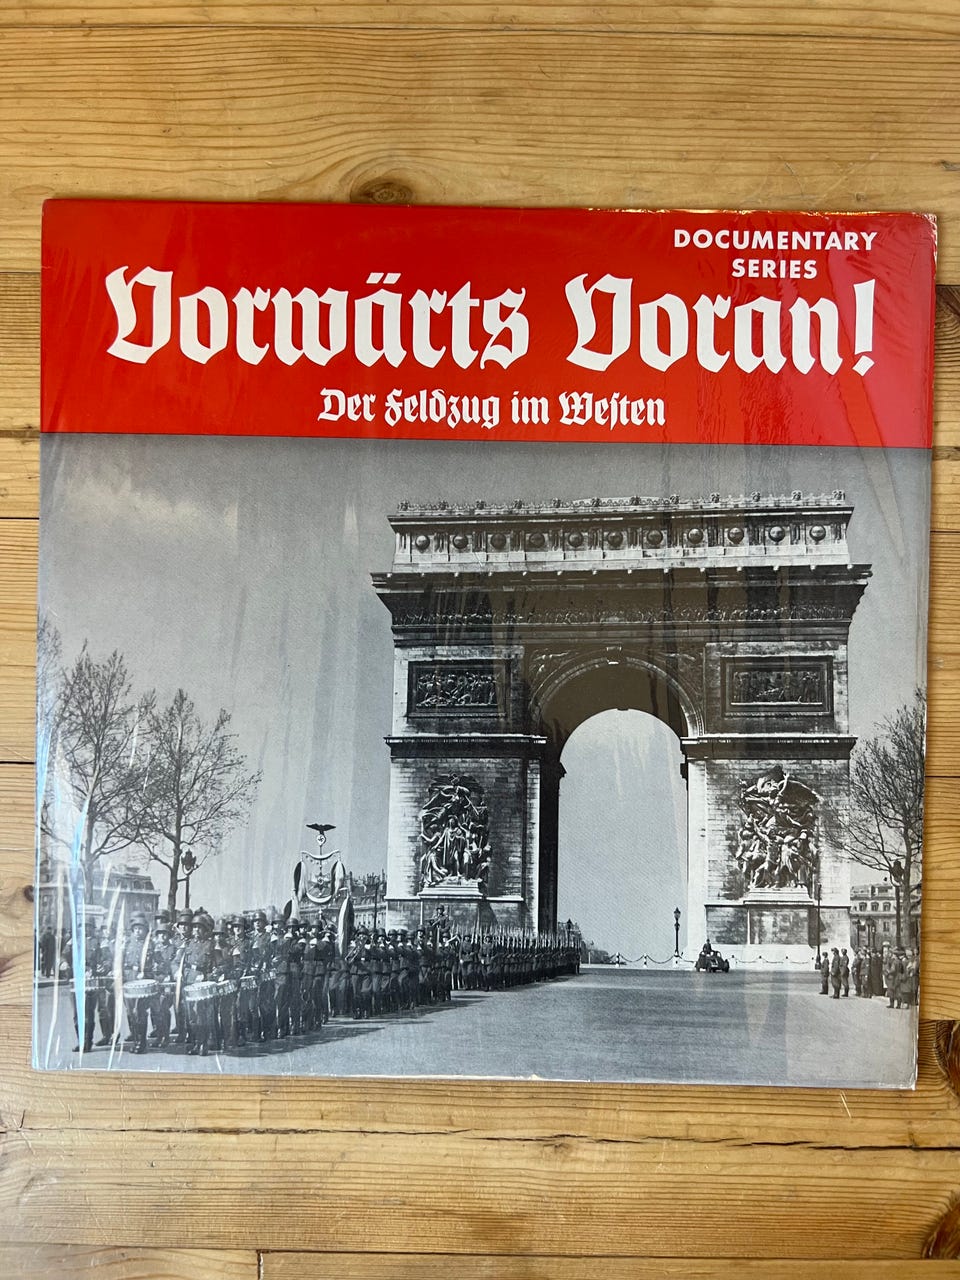 DOCUMENTARY
SERIES
Vorwärts Voran!
Der Feldzug im Westen